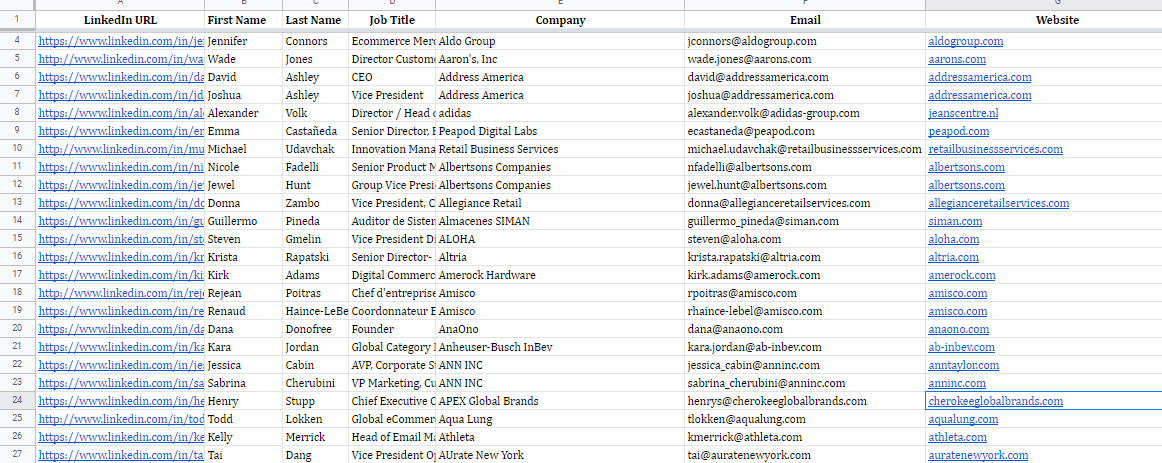 A B C D E F G
1 LinkedIn URL First Name Last Name Job Title Company Email Website
4 https://www.linkedin.com/in/je Jennifer Connors Ecommerce Mer Aldo Group jconnors@aldogroup.com aldogroup.com
5 http://www.linkedin.com/in/wa Wade Jones Director Custom Aaron's, Inc wade.jones@aarons.com aarons.com
6 https://www.linkedin.com/in/da David Ashley CEO Address America david@addressamerica.com addressamerica.com
7 https://www.linkedin.com/in/jd Joshua Ashley Vice President Address America joshua@addressamerica.com addressamerica.com
8 https://www.linkedin.com/in/al Alexander Volk Director / Head adidas alexander.volk@adidas-group.com jeanscentre.nl
9 https://www.linkedin.com/in/er Emma Castañeda Senior Director, Peapod Digital Labs ecastaneda@peapod.com peapod.com
10 https://www.linkedin.com/in/mu Michael Udavchak Innovation Mana Retail Business Services michael.udavchak@retailbusinessservices.com retailbusinessservices.com
11 https://www.linkedin.com/in/ni Nicole Fadelli Senior Product M Albertsons Companies nfadelli@albertsons.com albertsons.com
12 https://www.linkedin.com/in/je Jewel Hunt Group Vice Presi Albertsons Companies jewel.hunt@albertsons.com albertsons.com
13 https://www.linkedin.com/in/do Donna Zambo Vice President, C Allegiance Retail donna@allegianceretailservices.com allegianceretailservices.com
14 https://www.linkedin.com/in/gu Guillermo Pineda Auditor de Sister Almacenes SIMAN guillermo_pineda@siman.com siman.com
15 https://www.linkedin.com/in/st Steven Gmelin Vice President Di ALOHA steven@aloha.com aloha.com
16 https://www.linkedin.com/in/kr Krista Rapatski Senior Director- Altria krista.rapatski@altria.com altria.com
17 https://www.linkedin.com/in/ki Kirk Adams Digital Commerc Amerock Hardware kirk.adams@amerock.com amerock.com
18 http://www.linkedin.com/in/rej Rejean Poitras Chef d'entreprise Amisco rpoitras@amisco.com amisco.com
19 https://www.linkedin.com/in/re Renaud Haince-LeBe Coordonnateur E Amisco rhaince-lebel@amisco.com amisco.com
20 https://www.linkedin.com/in/da Dana Donofree Founder AnaOno dana@anaono.com anaono.com
21 https://www.linkedin.com/in/ka Kara Jordan Global Category Anheuser-Busch InBev kara.jordan@ab-inbev.com ab-inbev.com
22 https://www.linkedin.com/in/je Jessica Cabin AVP, Corporate St ANN INC jessica_cabin@anninc.com anntaylor.com
23 https://www.linkedin.com/in/sa Sabrina Cherubini VP Marketing, Cu ANN INC sabrina_cherubini@anninc.com anninc.com
24 https://www.linkedin.com/in/he Henry Stupp Chief Executive O APEX Global Brands henrys@cherokeeglobalbrands.com cherokeeglobalbrands.com
25 http://www.linkedin.com/in/tod Todd Lokken Global eCommer Aqua Lung tlokken@aqualung.com aqualung.com
26 https://www.linkedin.com/in/ke Kelly Merrick Head of Email Ma Athleta kmerrick@athleta.com athleta.com
27 https://www.linkedin.com/in/ta Tai Dang Vice President Op AUrate New York tai@auratenewyork.com auratenewyork.com